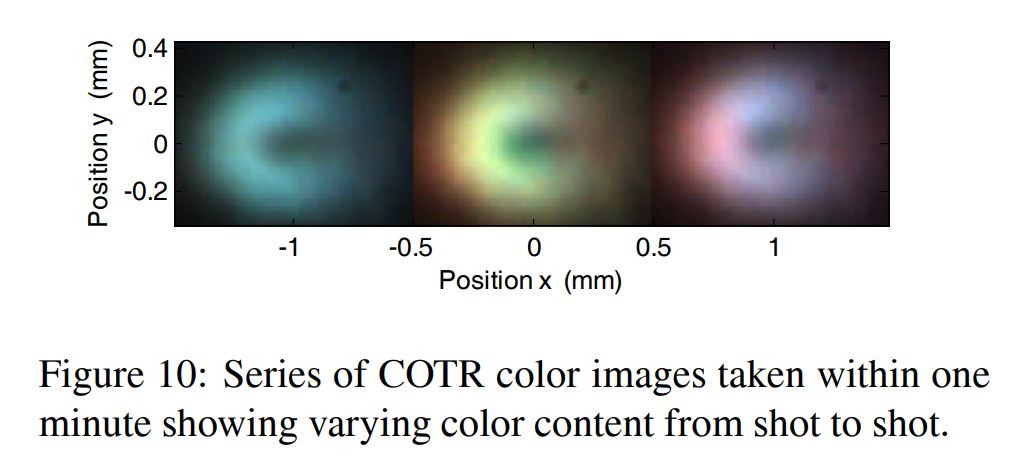 0.4
0.2
0
-0.2
Position y (mm)
-1 -0.5 0 0.5 1
Position x (mm)
Figure 10: Series of COTR color images taken within one
minute showing varying color content from shot to shot.